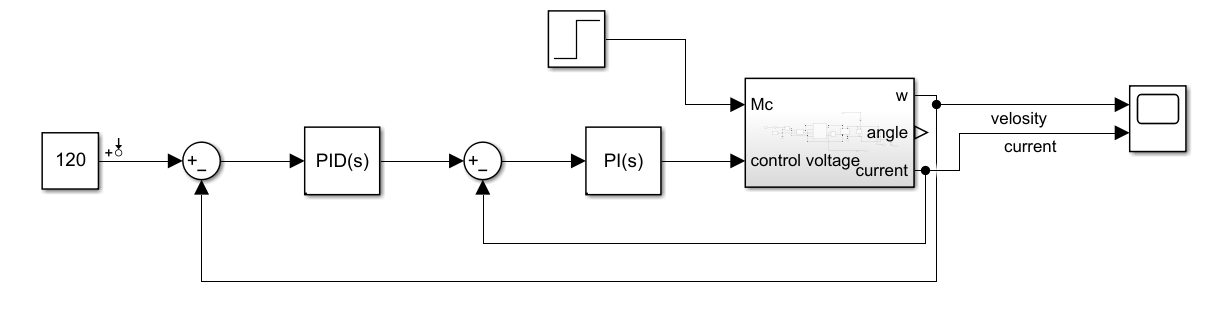 Mc
w
velosity
angle
current
120
+
−
PID(s)
+
−
PI(s)
control voltage
current